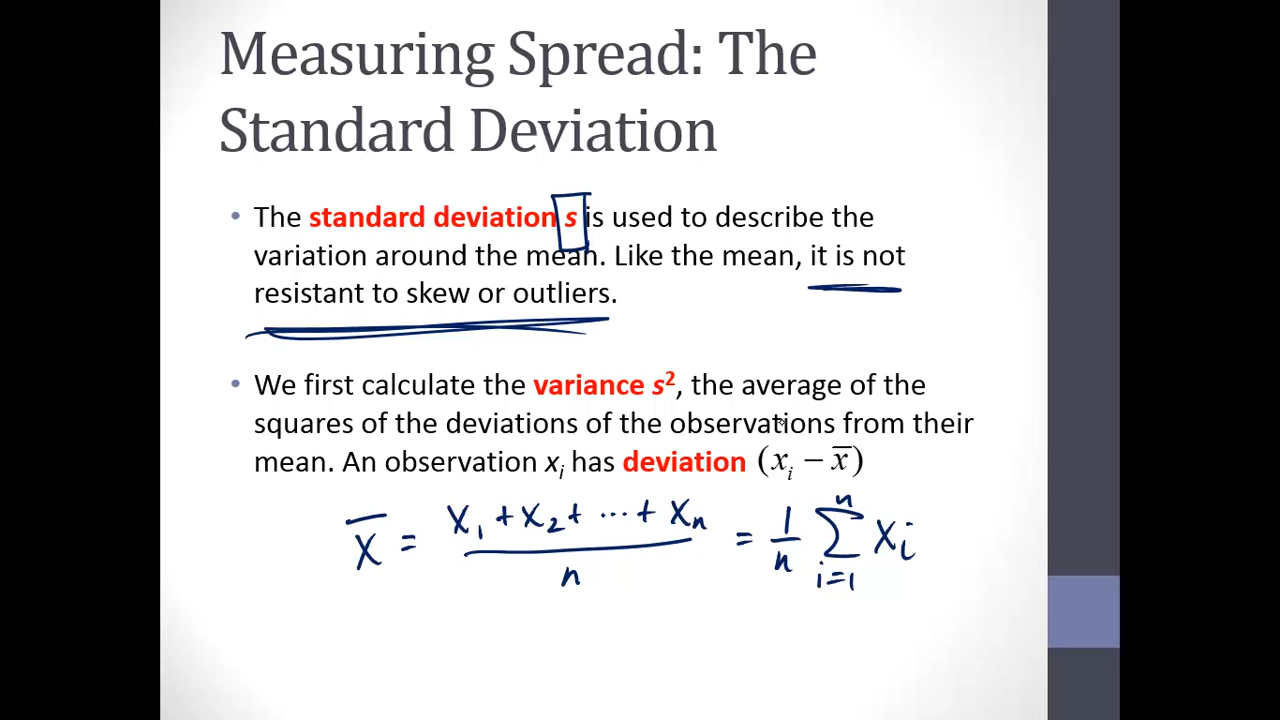 Measuring Spread: The
Standard Deviation
• The standard deviation s is used to describe the
variation around the mean. Like the mean, it is not
resistant to skew or outliers.
• We first calculate the variance s², the average of the
squares of the deviations of the observations from their
mean. An observation xᵢ has deviation (xᵢ − x̄)
x̄ = (x₁ + x₂ + ··· + xₙ) / n = 1/n ∑ᵢ₌₁ⁿ xᵢ